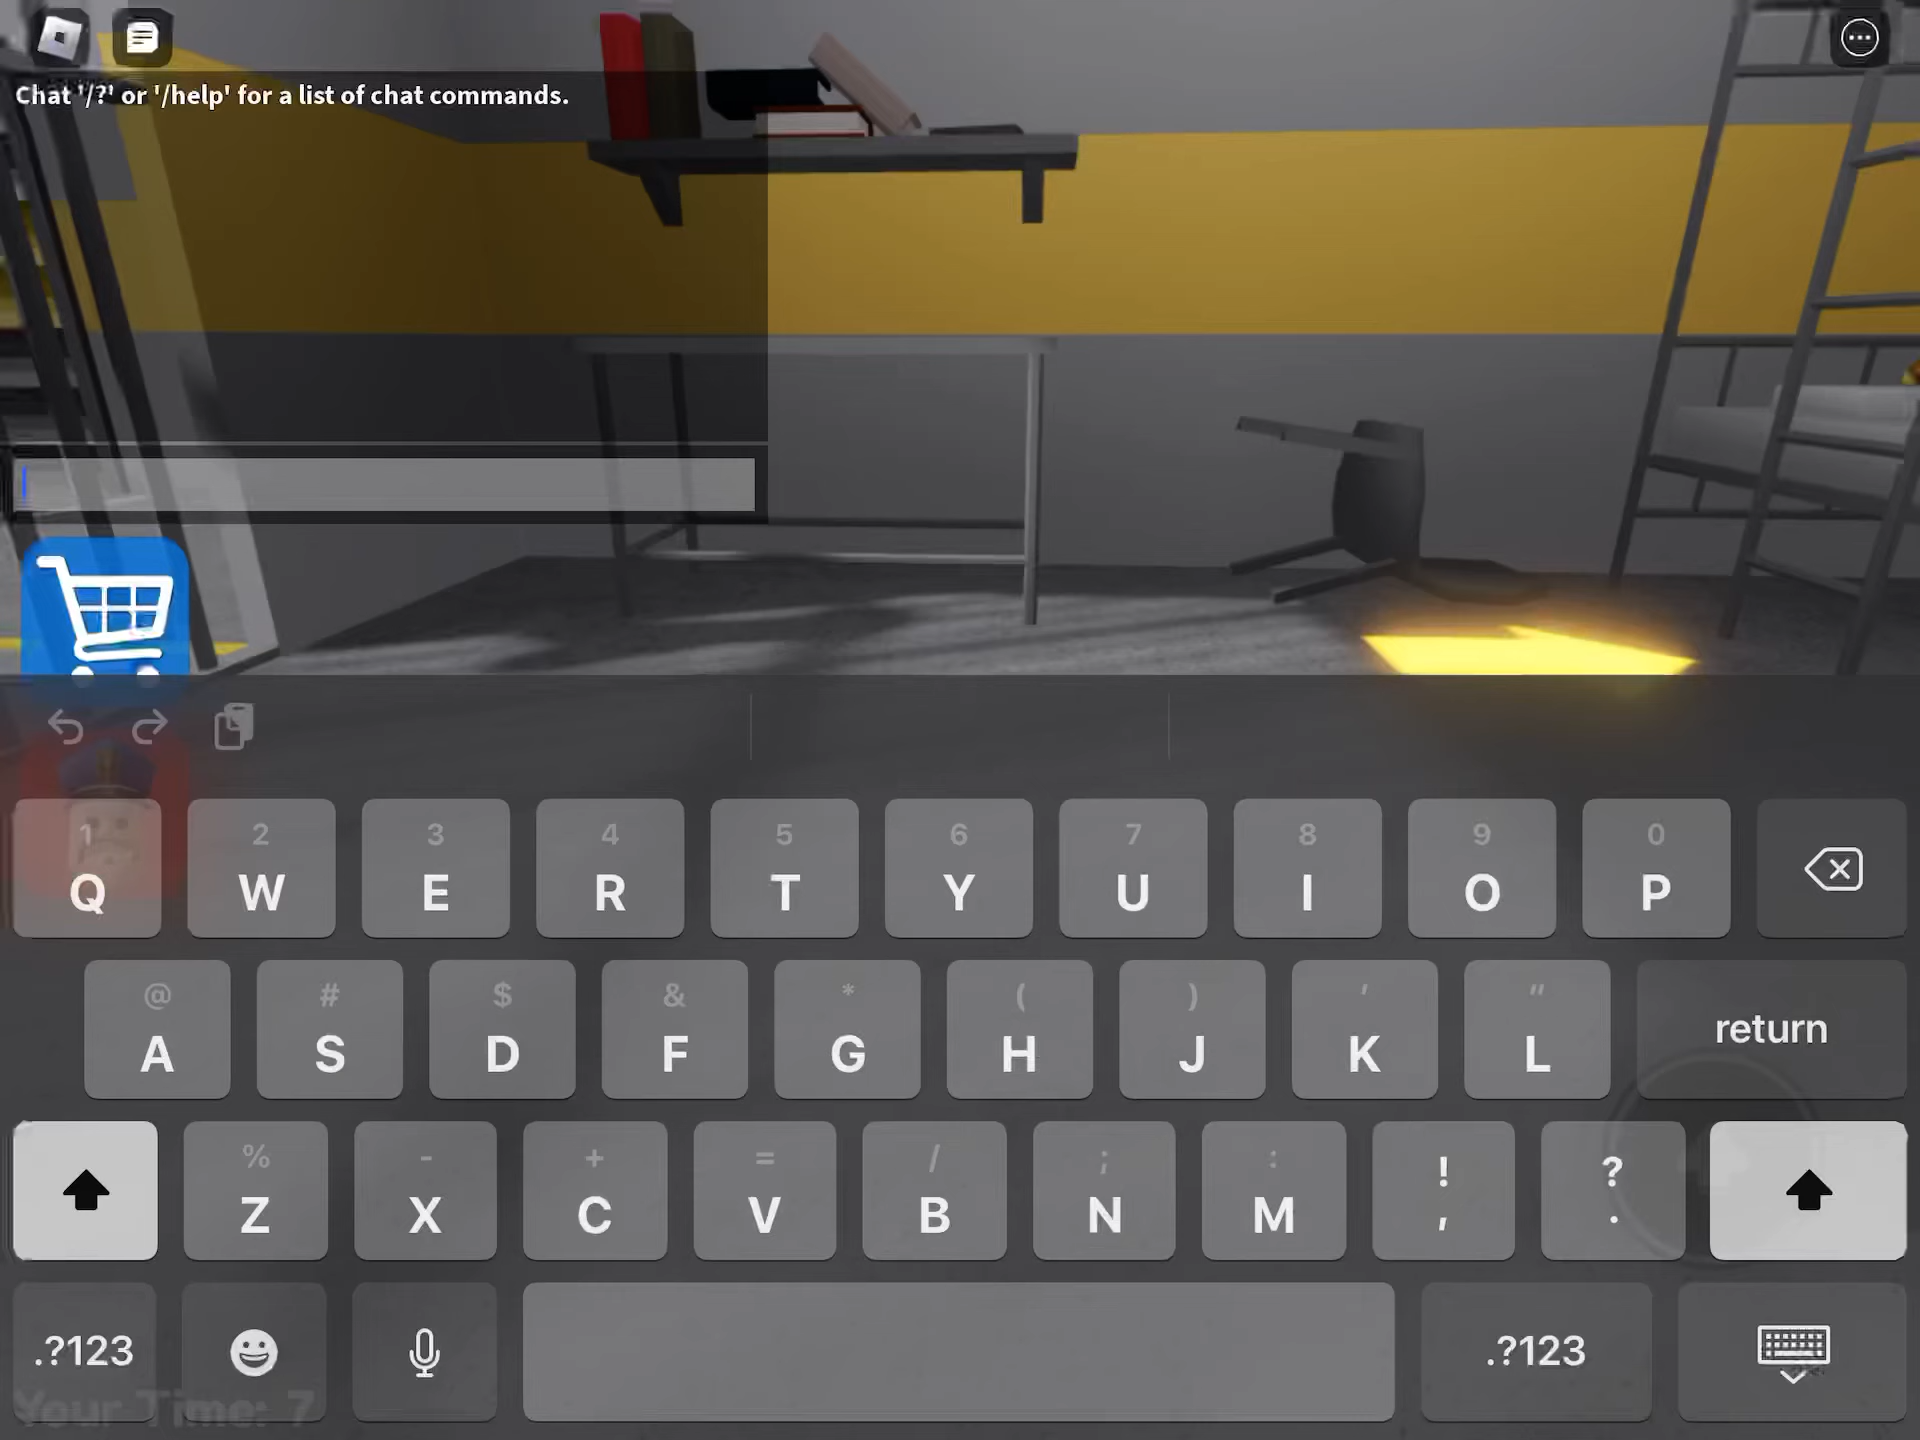 Chat '/?' or '/help' for a list of chat commands.
1 2 3 4 5 6 7 8 9 0
Q W E R T Y U I O P
@ # $ & * ( ) ' "
A S D F G H J K L return
% - + = / ; : ! ?
Z X C V B N M , .
.?123 .?123
Your Time: 7